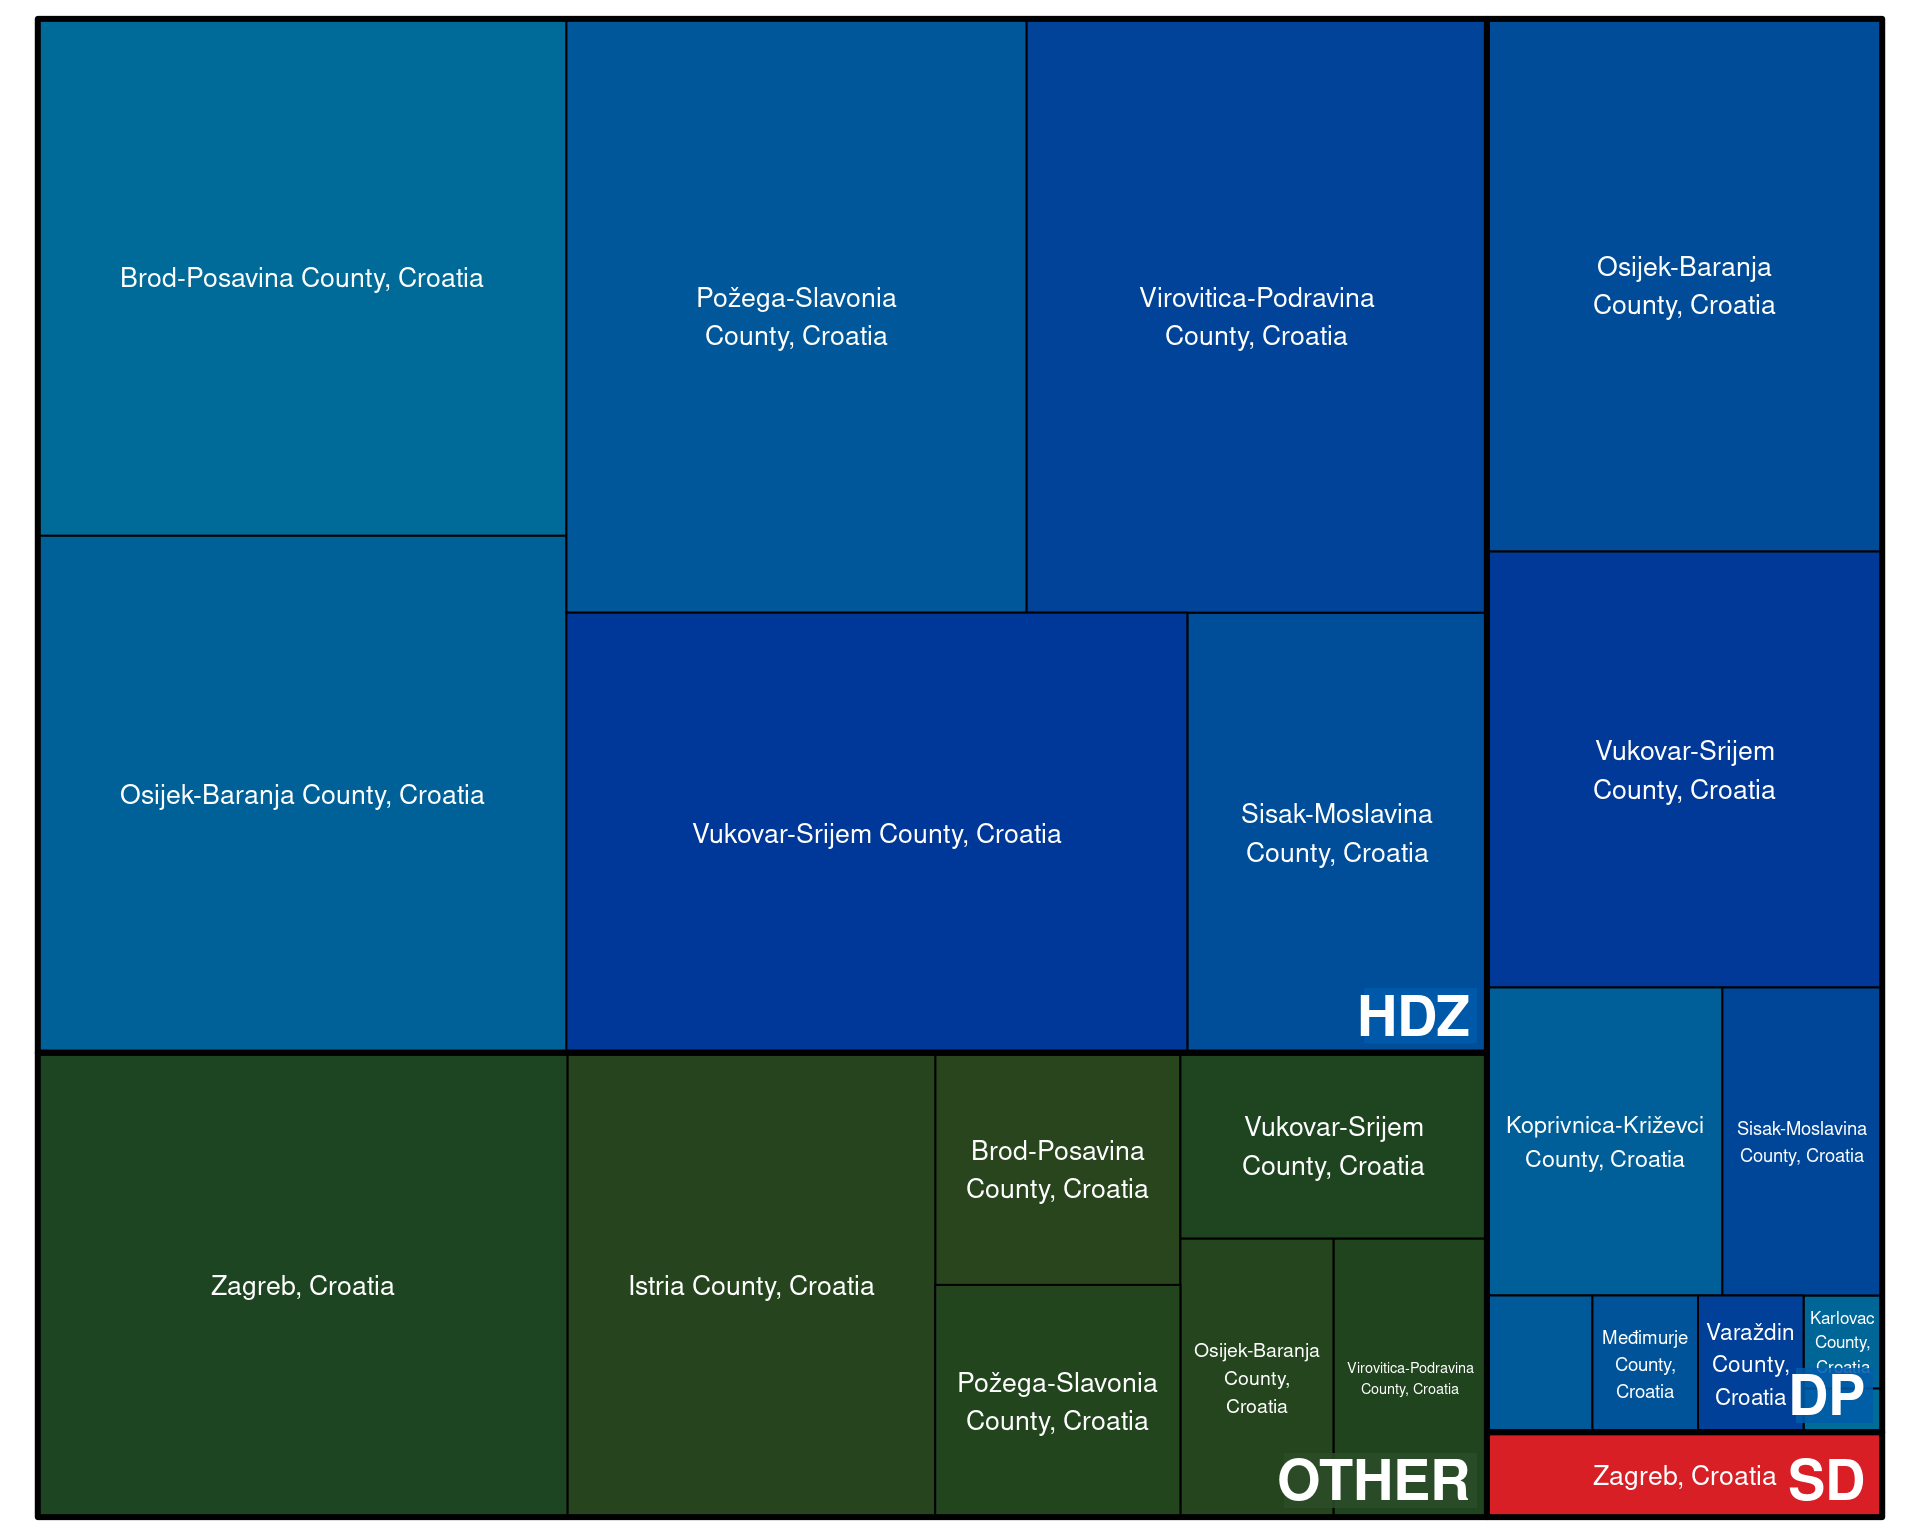 Brod-Posavina County, Croatia
Požega-Slavonia
County, Croatia
Virovitica-Podravina
County, Croatia
Osijek-Baranja
County, Croatia
Osijek-Baranja County, Croatia
Vukovar-Srijem County, Croatia
Sisak-Moslavina
County, Croatia
HDZ
Vukovar-Srijem
County, Croatia
Koprivnica-Križevci
County, Croatia
Sisak-Moslavina
County, Croatia
Međimurje
County,
Croatia
Varaždin
County,
Croatia
Karlovac
County,
Croatia
DP
Zagreb, Croatia
Istria County, Croatia
Brod-Posavina
County, Croatia
Požega-Slavonia
County, Croatia
Vukovar-Srijem
County, Croatia
Osijek-Baranja
County,
Croatia
Virovitica-Podravina
County, Croatia
OTHER
Zagreb, Croatia
SD